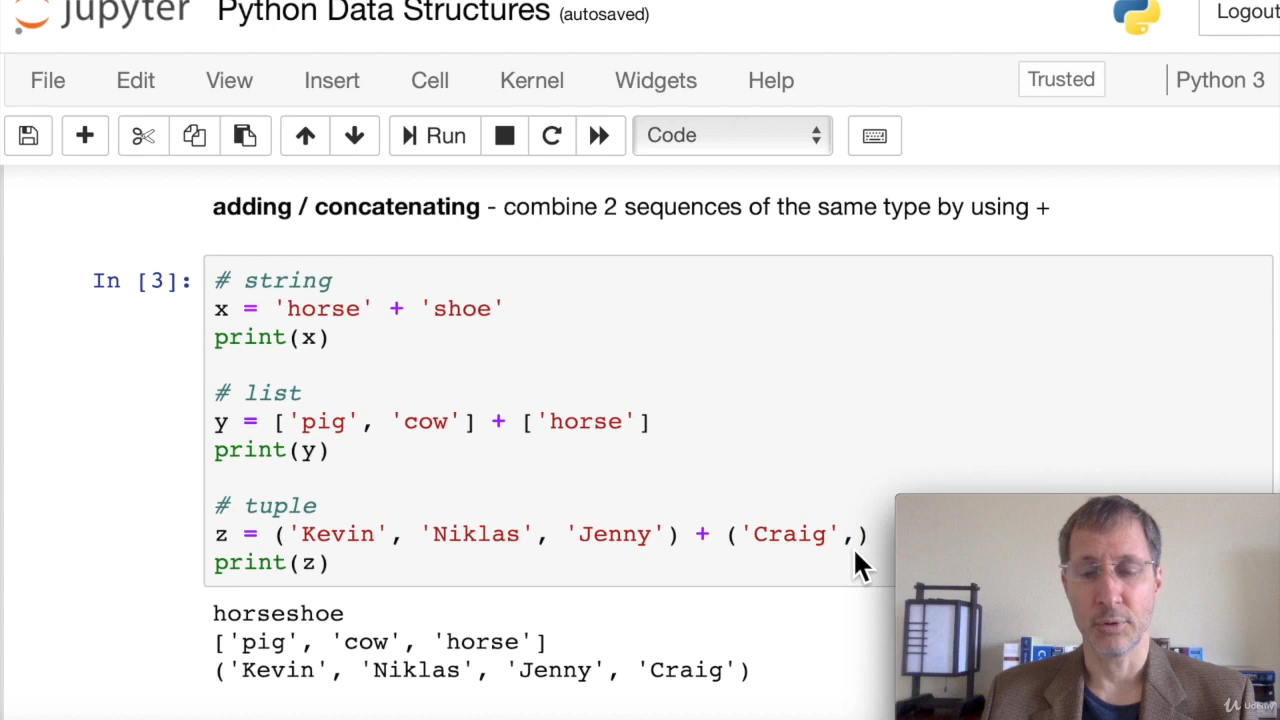 jupyter Python Data Structures (autosaved) Logout
File Edit View Insert Cell Kernel Widgets Help Trusted Python 3
Run Code
adding / concatenating - combine 2 sequences of the same type by using +
In [3]: # string
x = 'horse' + 'shoe'
print(x)
# list
y = ['pig', 'cow'] + ['horse']
print(y)
# tuple
z = ('Kevin', 'Niklas', 'Jenny') + ('Craig',)
print(z)
horseshoe
['pig', 'cow', 'horse']
('Kevin', 'Niklas', 'Jenny', 'Craig')
Udemy